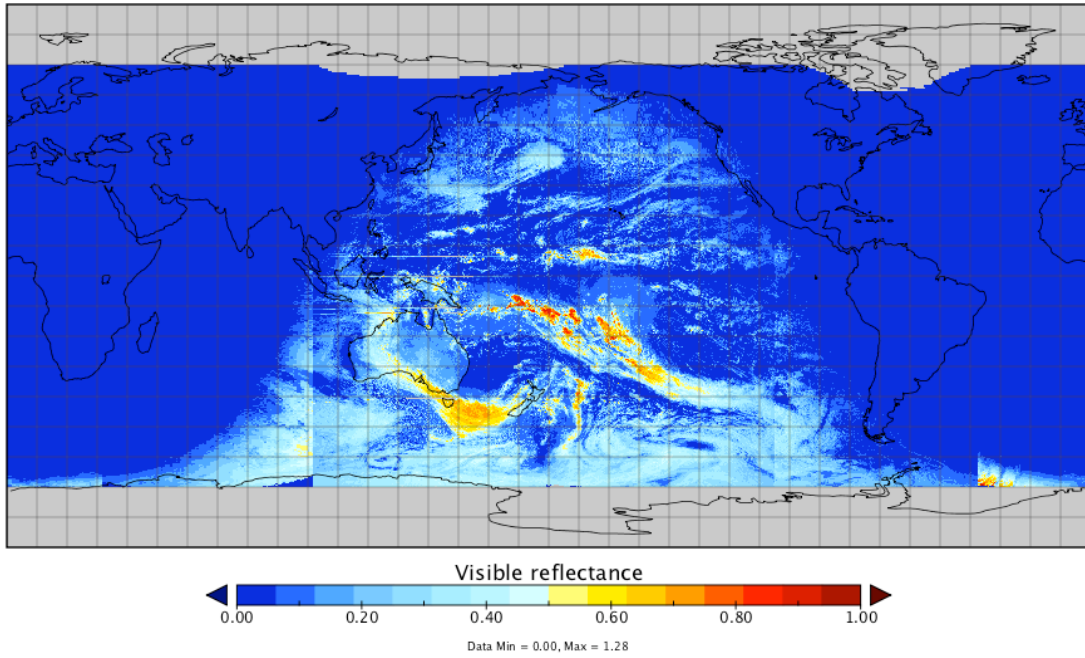 Visible reflectance
0.00 0.20 0.40 0.60 0.80 1.00
Data Min = 0.00, Max = 1.28